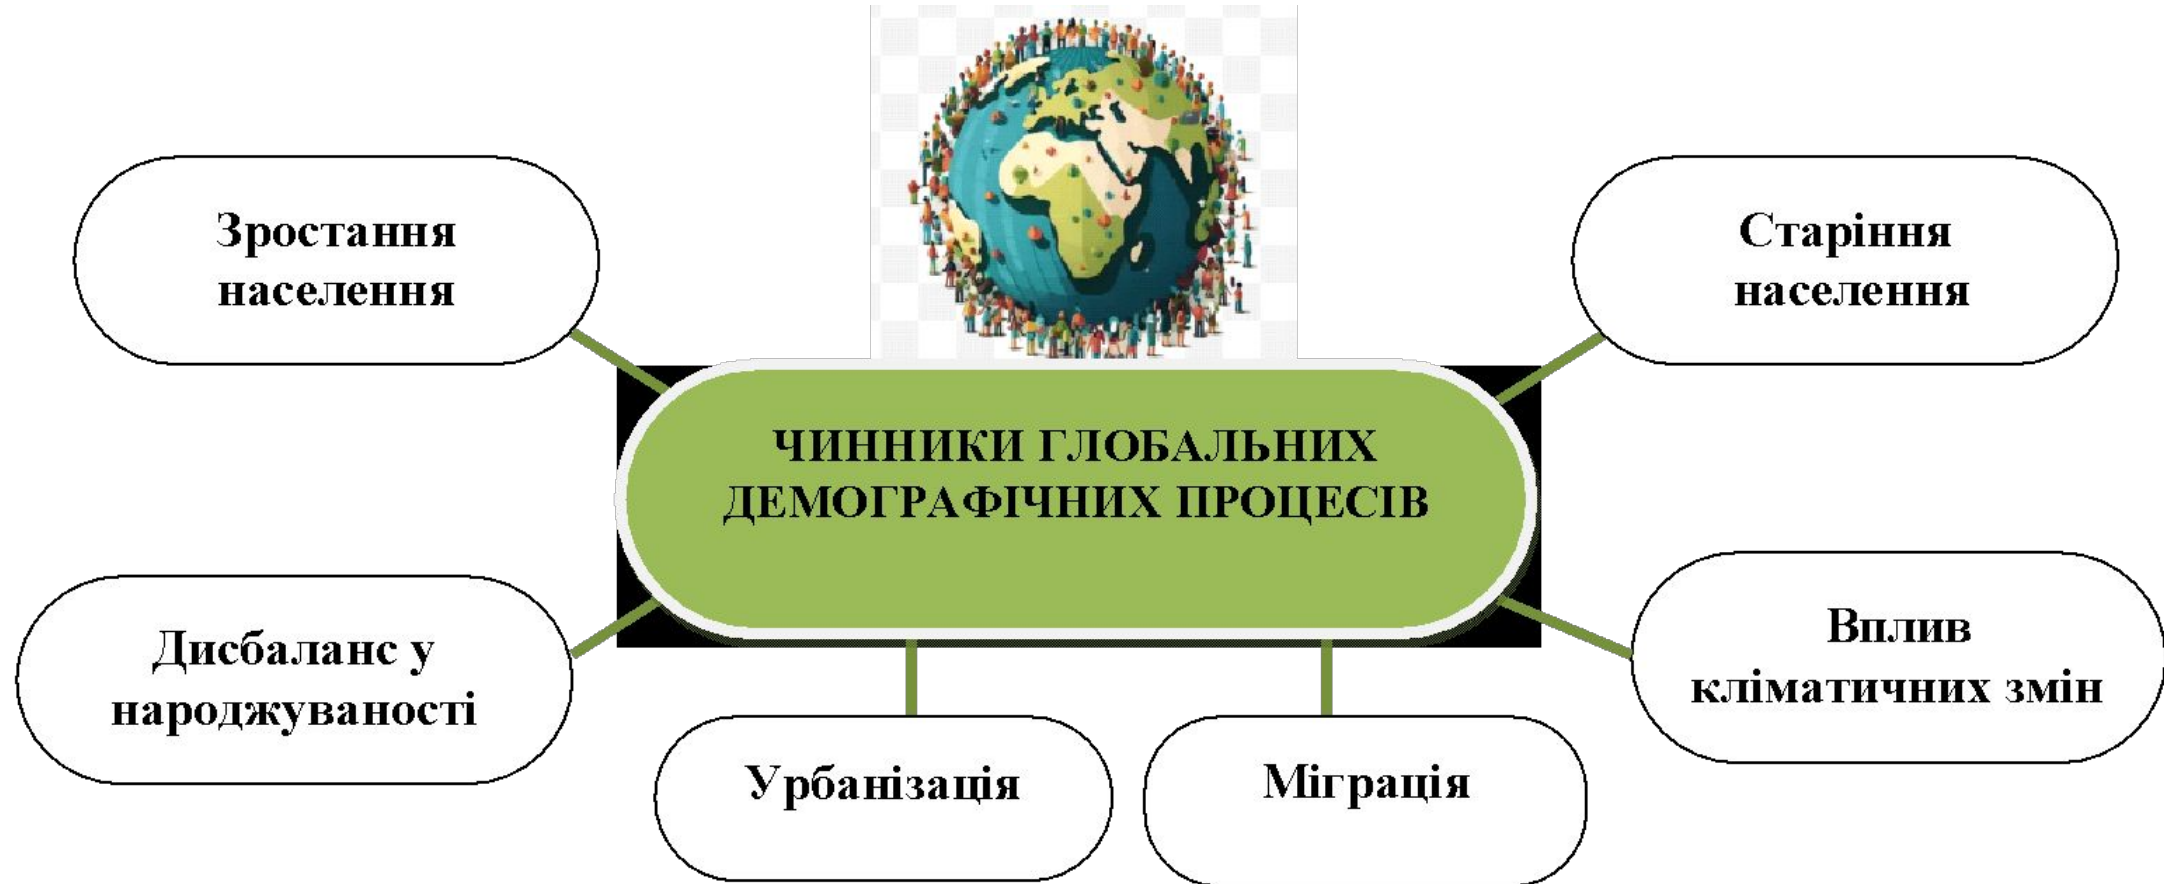 Зростання
населення
Старіння
населення
ЧИННИКИ ГЛОБАЛЬНИХ
ДЕМОГРАФІЧНИХ ПРОЦЕСІВ
Дисбаланс у
народжуваності
Вплив
кліматичних змін
Урбанізація
Міграція